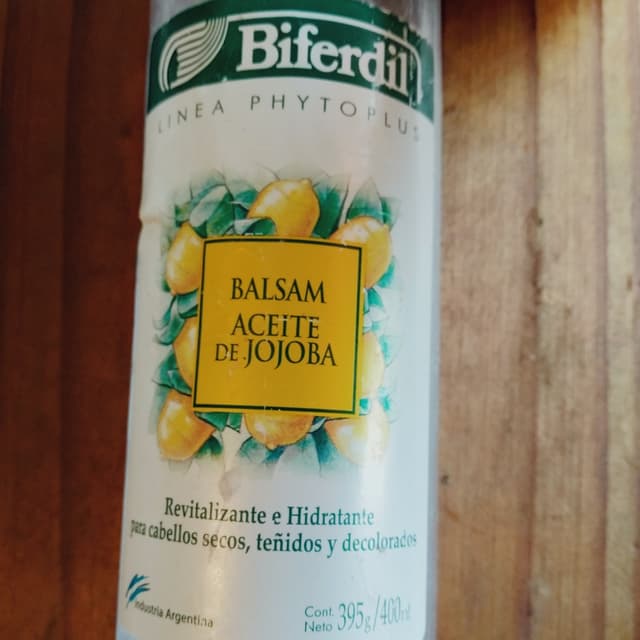 Biferdil
LINEA PHYTOPLUS
BALSAM
ACEITE
DE JOJOBA
Revitalizante e Hidratante
para cabellos secos, teñidos y decolorados
Industria Argentina
Cont. 395g/400ml
Neto